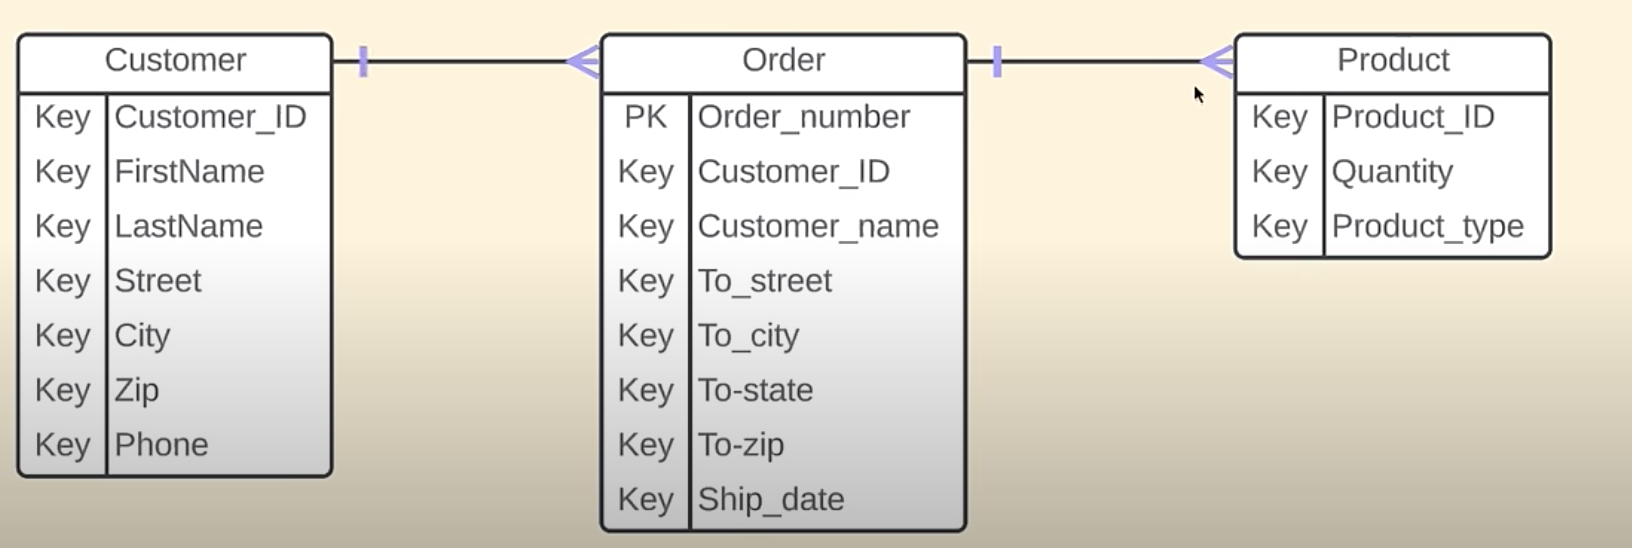 Customer
Key Customer_ID
Key FirstName
Key LastName
Key Street
Key City
Key Zip
Key Phone
Order
PK Order_number
Key Customer_ID
Key Customer_name
Key To_street
Key To_city
Key To-state
Key To-zip
Key Ship_date
Product
Key Product_ID
Key Quantity
Key Product_type